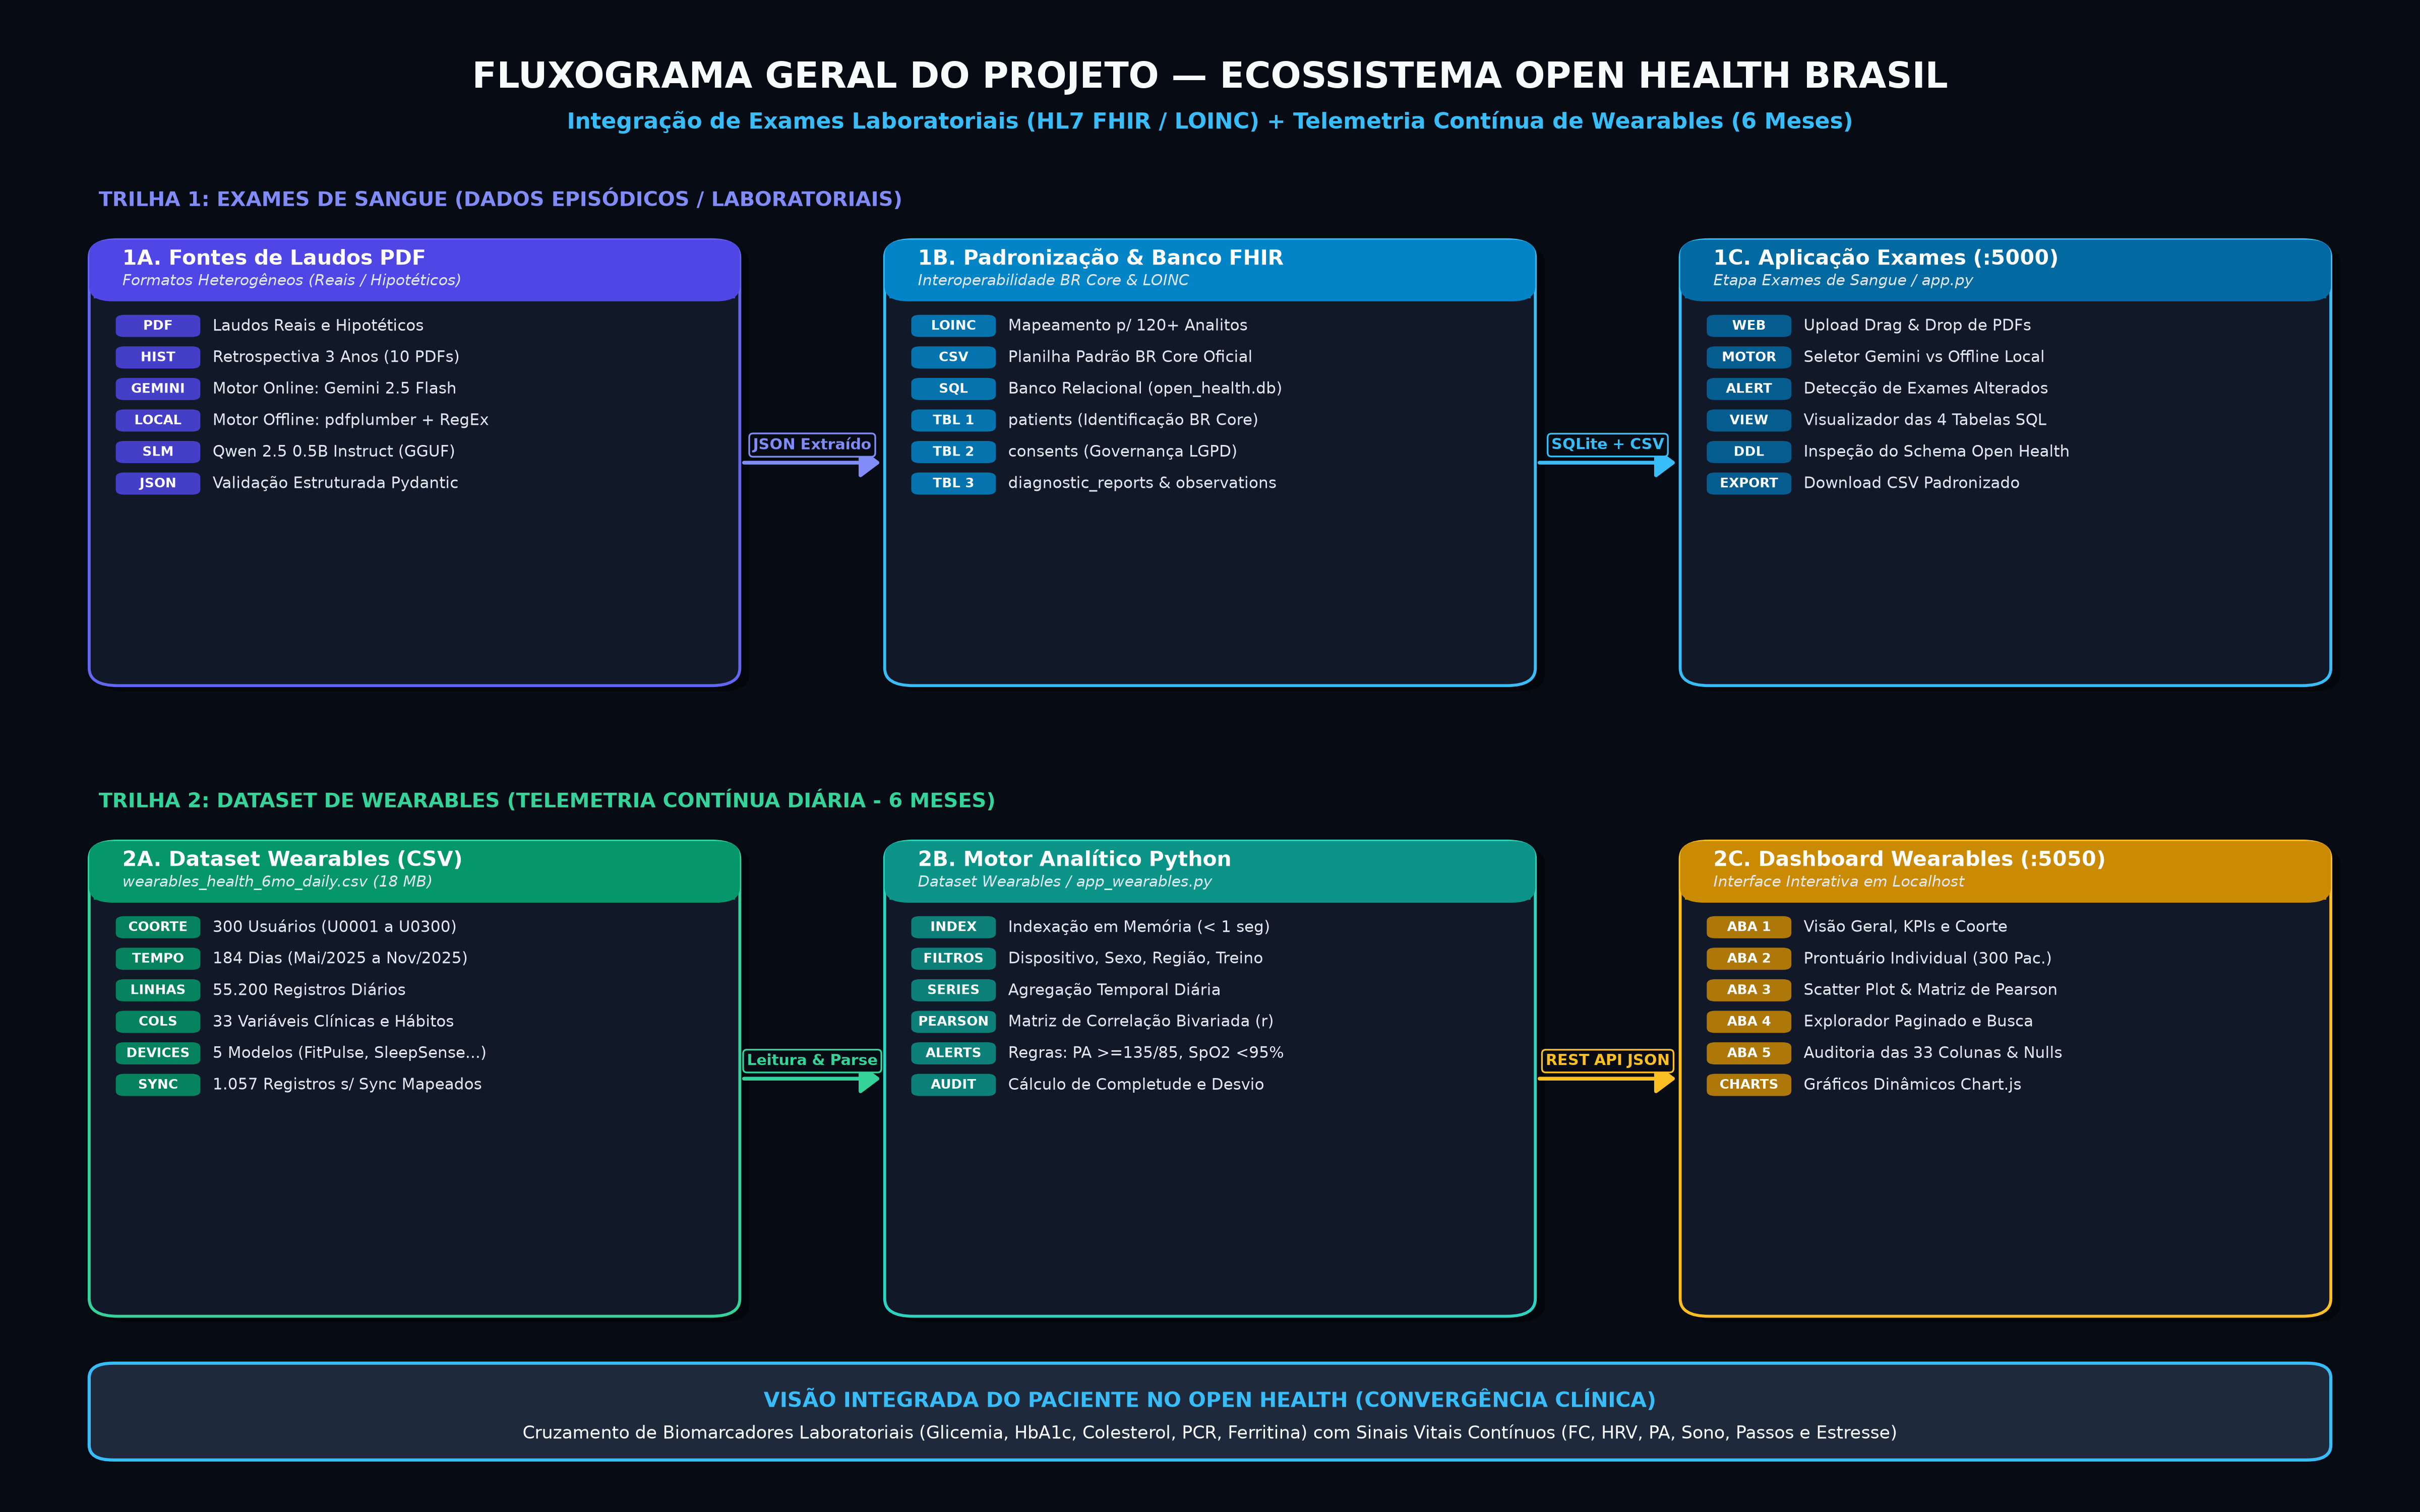 FLUXOGRAMA GERAL DO PROJETO — ECOSSISTEMA OPEN HEALTH BRASIL
Integração de Exames Laboratoriais (HL7 FHIR / LOINC) + Telemetria Contínua de Wearables (6 Meses)
TRILHA 1: EXAMES DE SANGUE (DADOS EPISÓDICOS / LABORATORIAIS)
1A. Fontes de Laudos PDF
Formatos Heterogêneos (Reais / Hipotéticos)
PDF Laudos Reais e Hipotéticos
HIST Retrospectiva 3 Anos (10 PDFs)
GEMINI Motor Online: Gemini 2.5 Flash
LOCAL Motor Offline: pdfplumber + RegEx
SLM Qwen 2.5 0.5B Instruct (GGUF)
JSON Validação Estruturada Pydantic
JSON Extraído
1B. Padronização & Banco FHIR
Interoperabilidade BR Core & LOINC
LOINC Mapeamento p/ 120+ Analitos
CSV Planilha Padrão BR Core Oficial
SQL Banco Relacional (open_health.db)
TBL 1 patients (Identificação BR Core)
TBL 2 consents (Governança LGPD)
TBL 3 diagnostic_reports & observations
SQLite + CSV
1C. Aplicação Exames (:5000)
Etapa Exames de Sangue / app.py
WEB Upload Drag & Drop de PDFs
MOTOR Seletor Gemini vs Offline Local
ALERT Detecção de Exames Alterados
VIEW Visualizador das 4 Tabelas SQL
DDL Inspeção do Schema Open Health
EXPORT Download CSV Padronizado
TRILHA 2: DATASET DE WEARABLES (TELEMETRIA CONTÍNUA DIÁRIA - 6 MESES)
2A. Dataset Wearables (CSV)
wearables_health_6mo_daily.csv (18 MB)
COORTE 300 Usuários (U0001 a U0300)
TEMPO 184 Dias (Mai/2025 a Nov/2025)
LINHAS 55.200 Registros Diários
COLS 33 Variáveis Clínicas e Hábitos
DEVICES 5 Modelos (FitPulse, SleepSense...)
SYNC 1.057 Registros s/ Sync Mapeados
Leitura & Parse
2B. Motor Analítico Python
Dataset Wearables / app_wearables.py
INDEX Indexação em Memória (< 1 seg)
FILTROS Dispositivo, Sexo, Região, Treino
SERIES Agregação Temporal Diária
PEARSON Matriz de Correlação Bivariada (r)
ALERTS Regras: PA >=135/85, SpO2 <95%
AUDIT Cálculo de Completude e Desvio
REST API JSON
2C. Dashboard Wearables (:5050)
Interface Interativa em Localhost
ABA 1 Visão Geral, KPIs e Coorte
ABA 2 Prontuário Individual (300 Pac.)
ABA 3 Scatter Plot & Matriz de Pearson
ABA 4 Explorador Paginado e Busca
ABA 5 Auditoria das 33 Colunas & Nulls
CHARTS Gráficos Dinâmicos Chart.js
VISÃO INTEGRADA DO PACIENTE NO OPEN HEALTH (CONVERGÊNCIA CLÍNICA)
Cruzamento de Biomarcadores Laboratoriais (Glicemia, HbA1c, Colesterol, PCR, Ferritina) com Sinais Vitais Contínuos (FC, HRV, PA, Sono, Passos e Estresse)